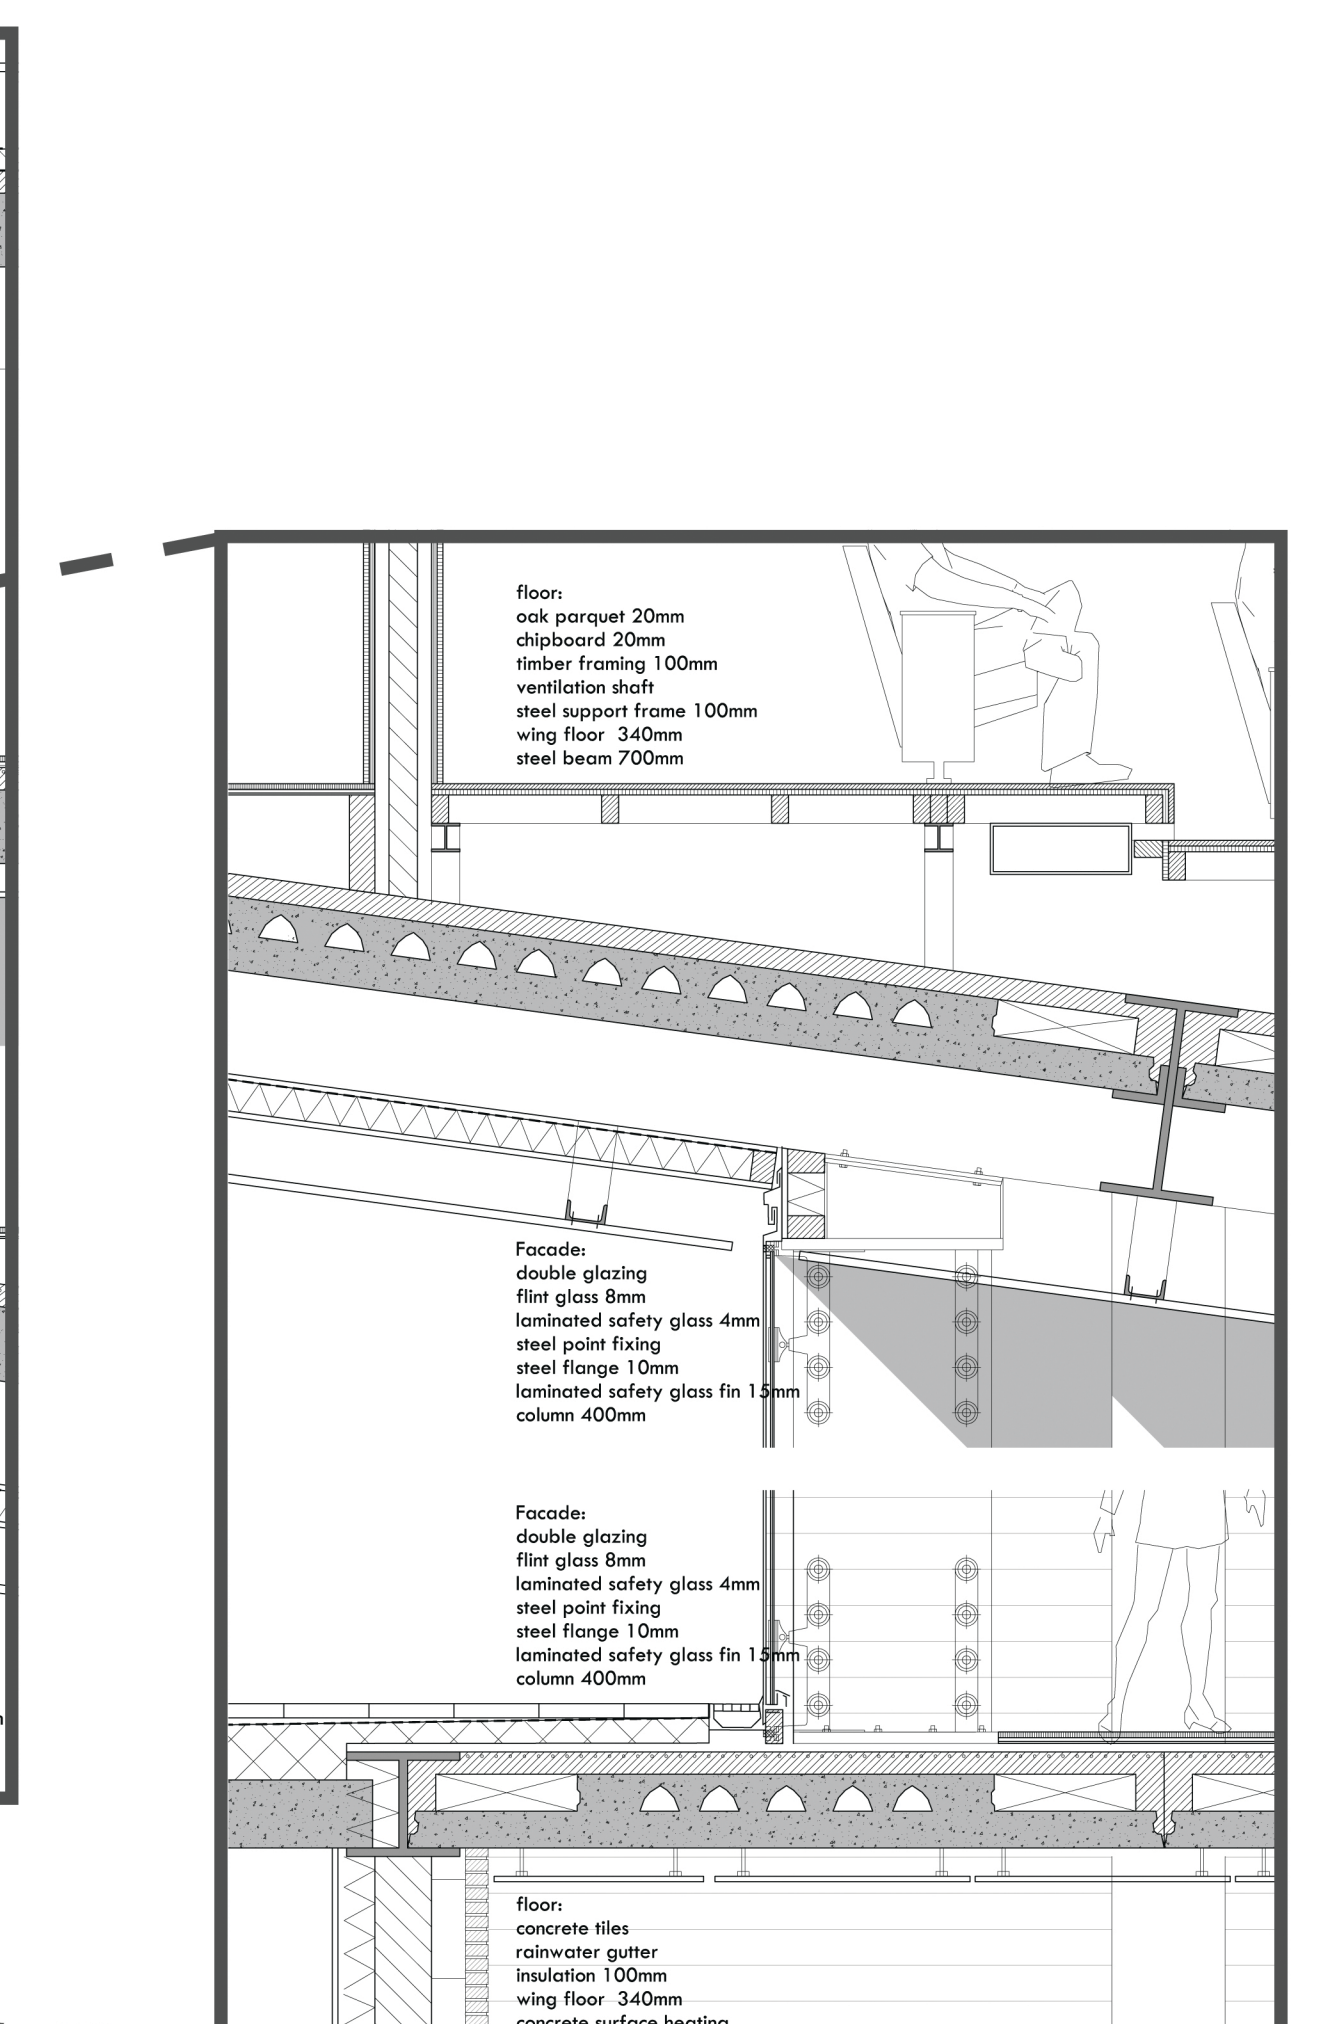 floor:
oak parquet 20mm
chipboard 20mm
timber framing 100mm
ventilation shaft
steel support frame 100mm
wing floor  340mm
steel beam 700mm
Facade:
double glazing
flint glass 8mm
laminated safety glass 4mm
steel point fixing
steel flange 10mm
laminated safety glass fin 15mm
column 400mm
Facade:
double glazing
flint glass 8mm
laminated safety glass 4mm
steel point fixing
steel flange 10mm
laminated safety glass fin 15mm
column 400mm
floor:
concrete tiles
rainwater gutter
insulation 100mm
wing floor  340mm
concrete surface heating